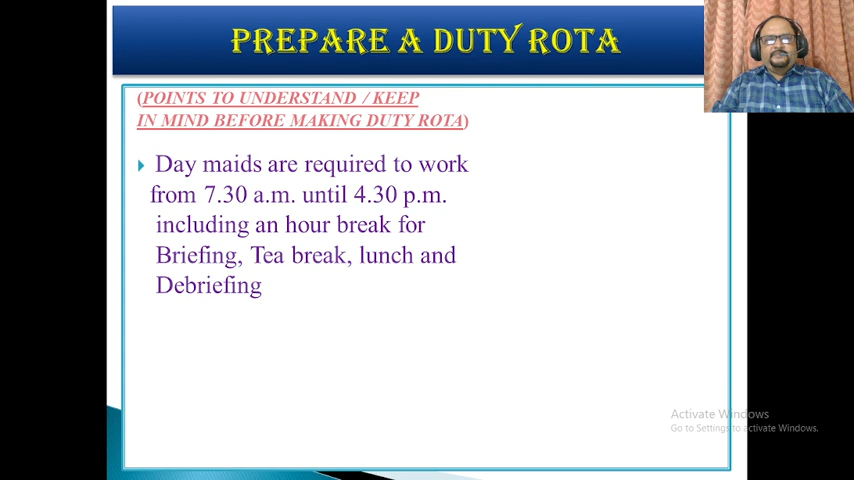 PREPARE A DUTY ROTA
(POINTS TO UNDERSTAND / KEEP
IN MIND BEFORE MAKING DUTY ROTA)
Day maids are required to work
from 7.30 a.m. until 4.30 p.m.
including an hour break for
Briefing, Tea break, lunch and
Debriefing
Activate Windows
Go to Settings to activate Windows.